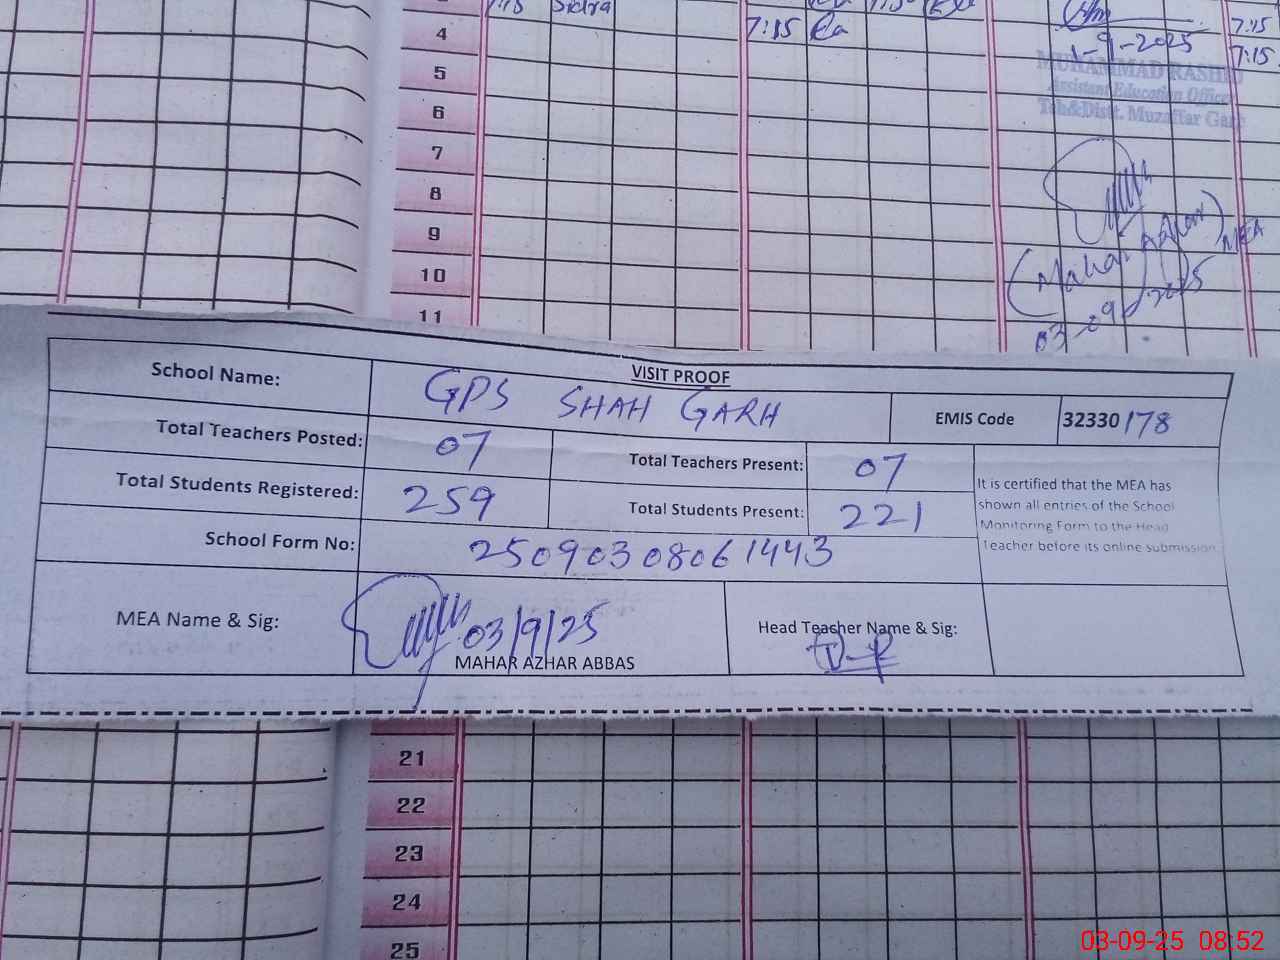 7:15 Sidra
4 7:15 Ra 7:15
5 1-9-2025 7:15
MUHAMMAD RASHID
Assistant Education Officer
6 Teh&Distt. Muzaffar Garh
7
8
9 MEA
10 (Mahar Azhar)
11 03-09-2025
VISIT PROOF
School Name: GPS SHAH GARH EMIS Code 32330178
Total Teachers Posted: 07 Total Teachers Present: 07
Total Students Registered: 259 Total Students Present: 221
It is certified that the MEA has
shown all entries of the School
Monitoring Form to the Head
Teacher before its online submission.
School Form No: 25090308061443
MEA Name & Sig: 03/9/25
MAHAR AZHAR ABBAS
Head Teacher Name & Sig:
21
22
23
24
25
03-09-25 08:52